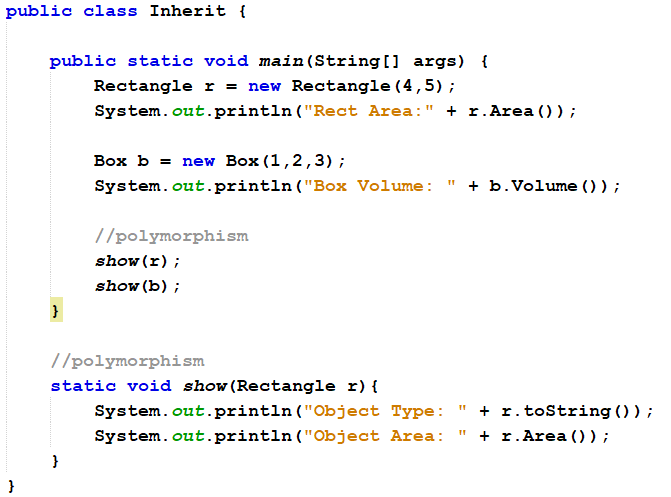 public class Inherit {
public static void main(String[] args) {
Rectangle r = new Rectangle(4,5);
System.out.println("Rect Area:" + r.Area());
Box b = new Box(1,2,3);
System.out.println("Box Volume: " + b.Volume());
//polymorphism
show(r);
show(b);
}
//polymorphism
static void show(Rectangle r){
System.out.println("Object Type: " + r.toString());
System.out.println("Object Area: " + r.Area());
}
}